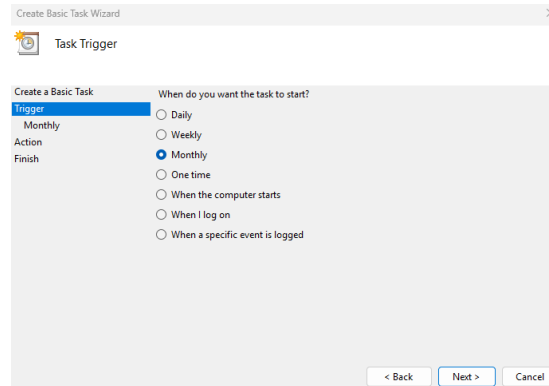 Create Basic Task Wizard
Task Trigger
Create a Basic Task
Trigger
Monthly
Action
Finish
When do you want the task to start?
Daily
Weekly
Monthly
One time
When the computer starts
When I log on
When a specific event is logged
< Back
Next >
Cancel